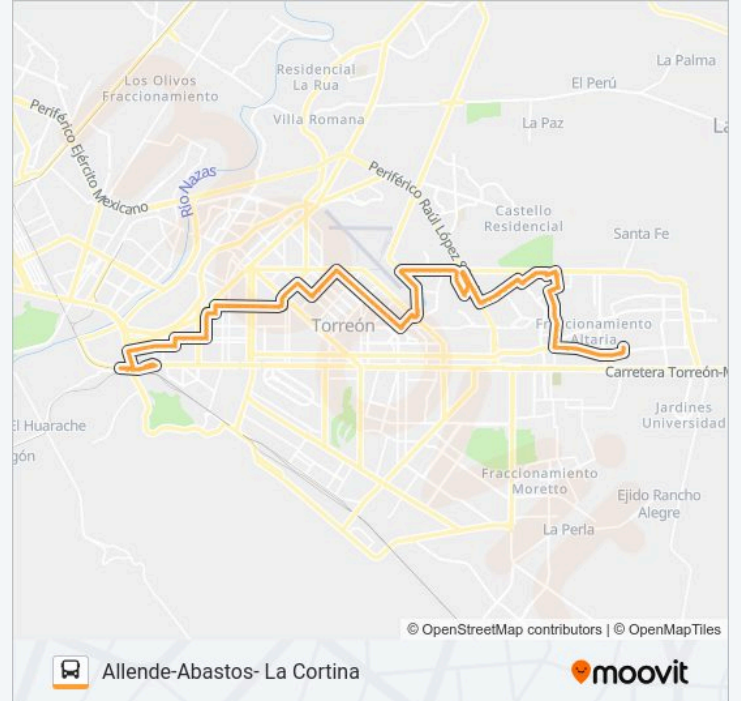 La Palma
Los Olivos
Fraccionamiento
Residencial
La Rua
El Perú
Villa Romana
La Paz
La
Periférico Ejército Mexicano
Río Nazas
Periférico Raúl López S
Castello
Residencial
Santa Fe
Torreón
Fraccionamiento
Altaria
Carretera Torreón-M
El Huarache
Jardines
Universidad
gón
Fraccionamiento
Moretto
Ejido Rancho
Alegre
La Perla
© OpenStreetMap contributors | © OpenMapTiles
Allende-Abastos- La Cortina
moovit